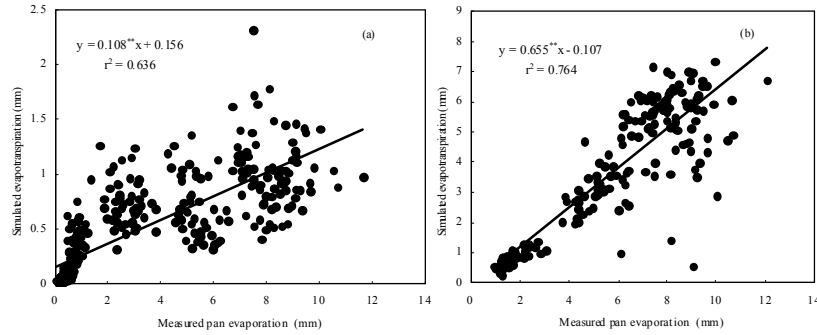 2.5
2
1.5
1
0.5
0
0 2 4 6 8 10 12 14
Simulated evapotranspiration (mm)
Measured pan evaporation (mm)
(a)
y = 0.108**x + 0.156
r2 = 0.636
9
8
7
6
5
4
3
2
1
0
0 2 4 6 8 10 12 14
Simulated evapotranspiration (mm)
Measured pan evaporation (mm)
(b)
y = 0.655**x - 0.107
r2 = 0.764